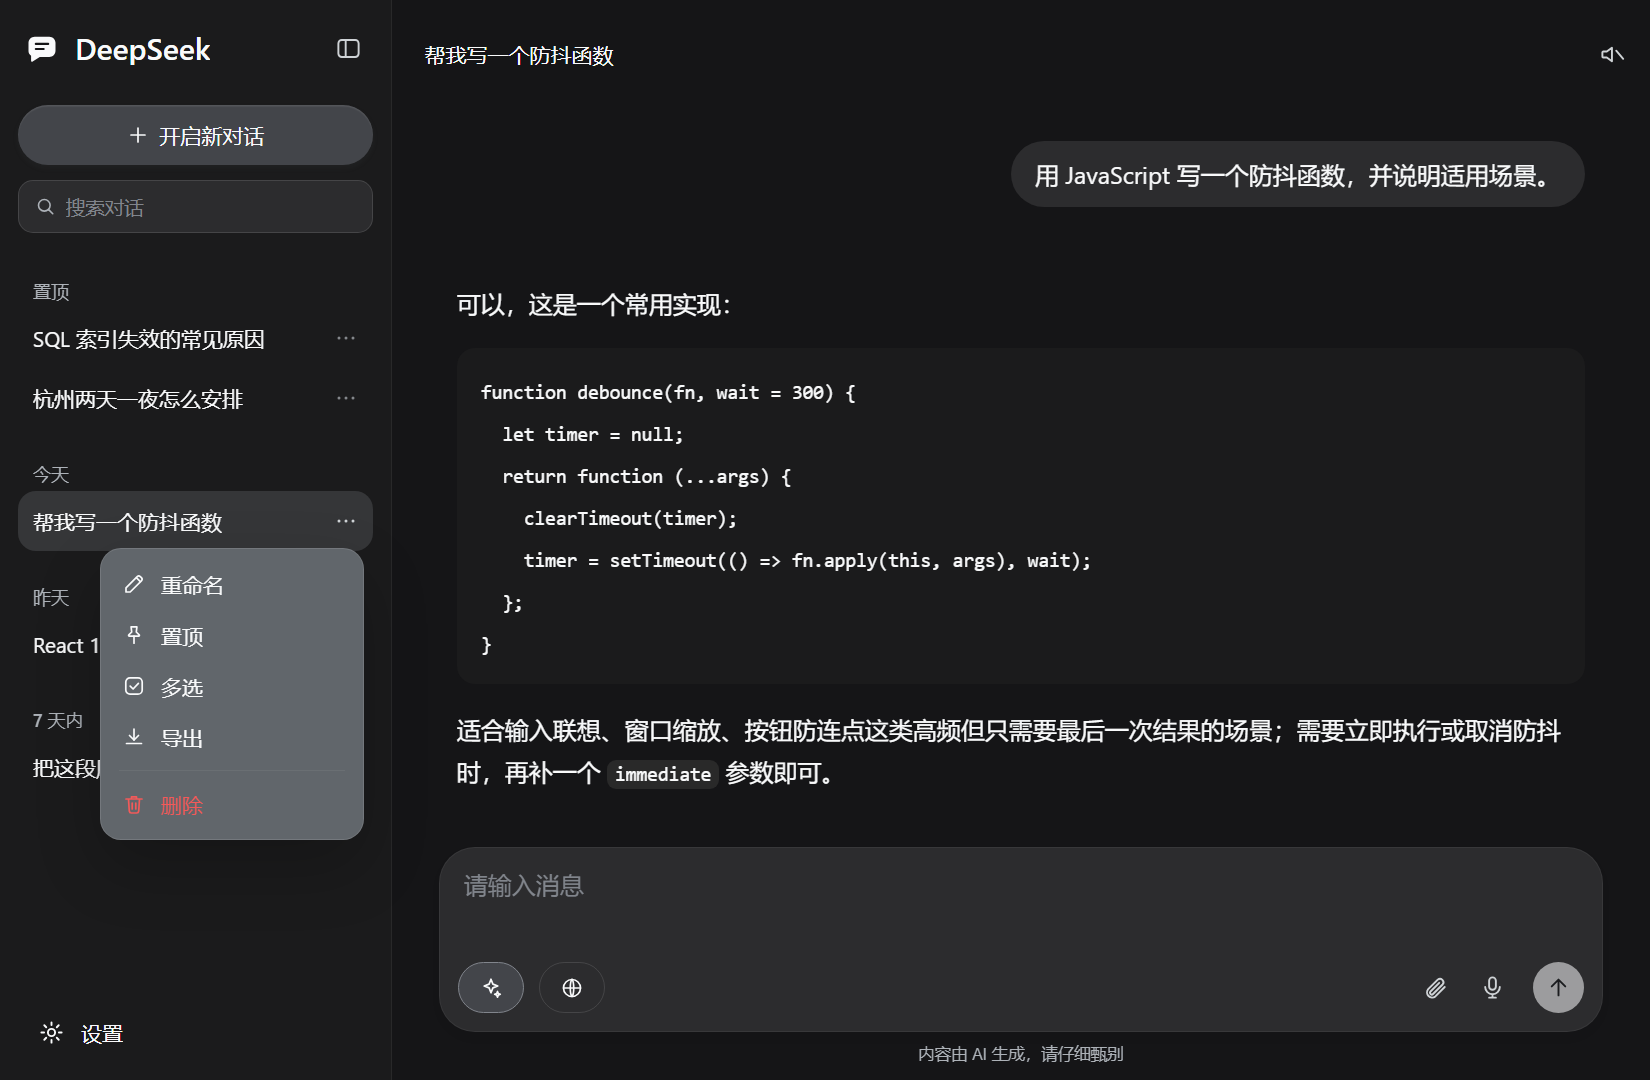 DeepSeek
开启新对话
搜索对话
置顶
SQL 索引失效的常见原因
杭州两天一夜怎么安排
今天
帮我写一个防抖函数
重命名
置顶
多选
导出
删除
昨天
React 1
7 天内
把这段
设置
帮我写一个防抖函数
用 JavaScript 写一个防抖函数，并说明适用场景。
可以，这是一个常用实现：
function debounce(fn, wait = 300) {
  let timer = null;
  return function (...args) {
    clearTimeout(timer);
    timer = setTimeout(() => fn.apply(this, args), wait);
  };
}
适合输入联想、窗口缩放、按钮防连点这类高频但只需要最后一次结果的场景；需要立即执行或取消防抖
时，再补一个 immediate 参数即可。
请输入消息
内容由 AI 生成，请仔细甄别